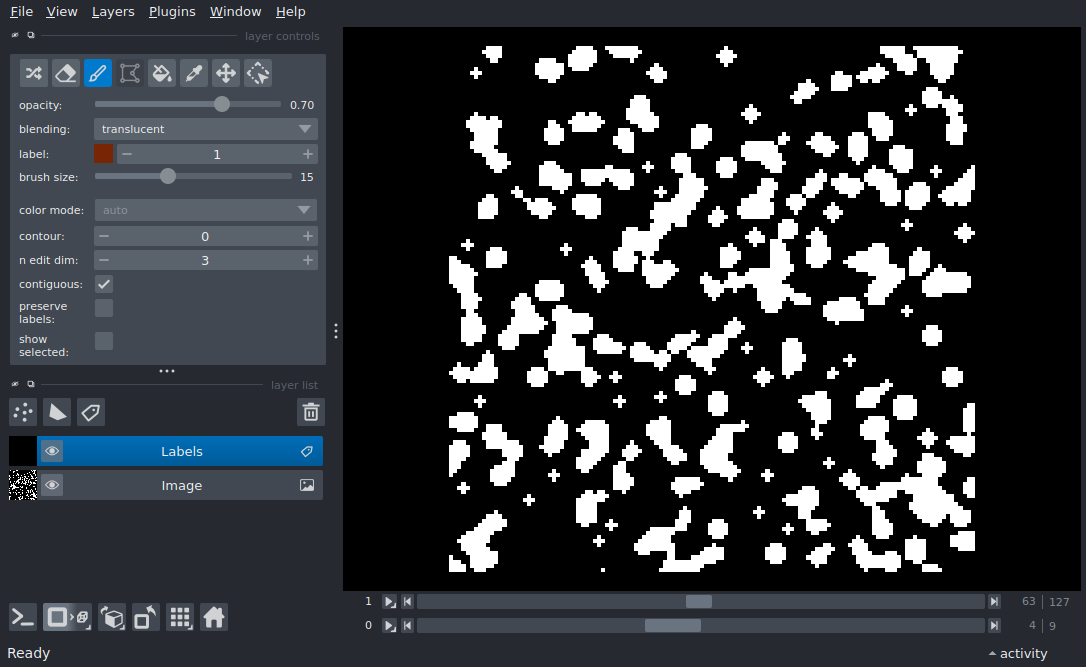 File View Layers Plugins Window Help
layer controls
opacity: 0.70
blending: translucent
label: 1
brush size: 15
color mode: auto
contour: 0
n edit dim: 3
contiguous:
preserve
labels:
show
selected:
layer list
Labels
Image
1 63 127
0 4 9
Ready activity